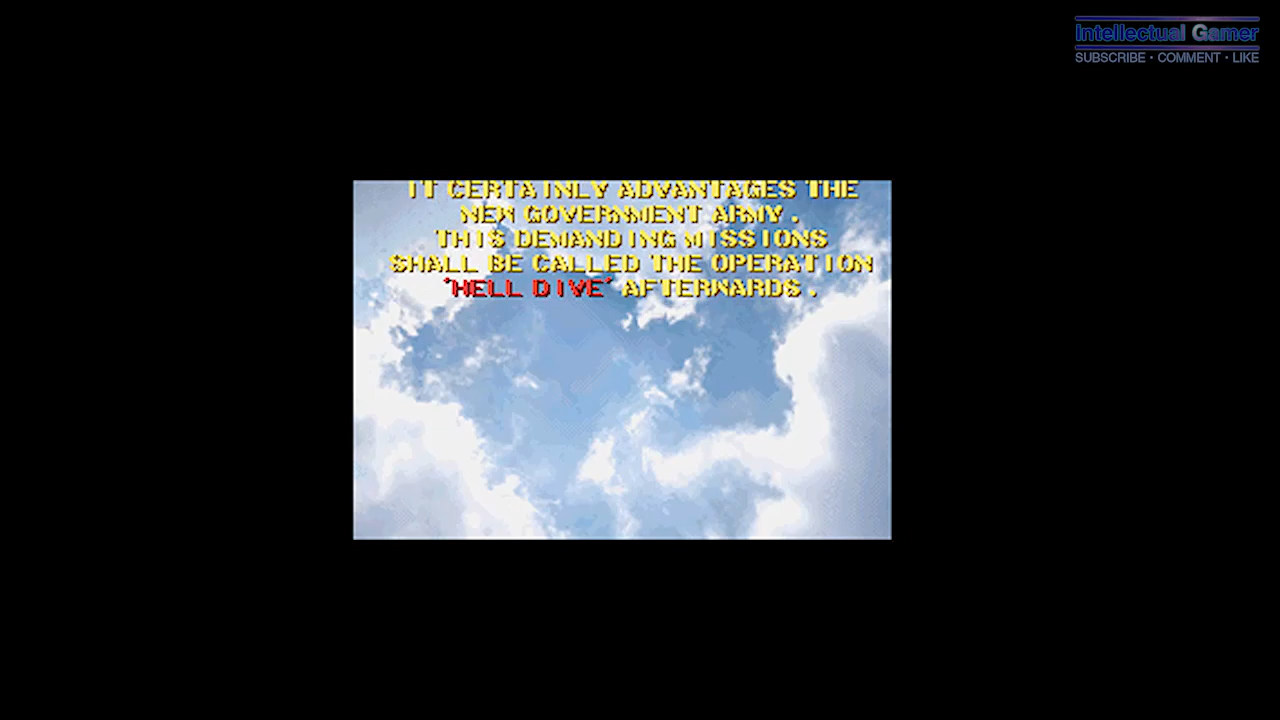 Intellectual Gamer
SUBSCRIBE · COMMENT · LIKE
IT CERTAINLY ADVANTAGES THE
NEW GOVERNMENT ARMY.
THIS DEMANDING MISSIONS
SHALL BE CALLED THE OPERATION
'HELL DIVE' AFTERWARDS.